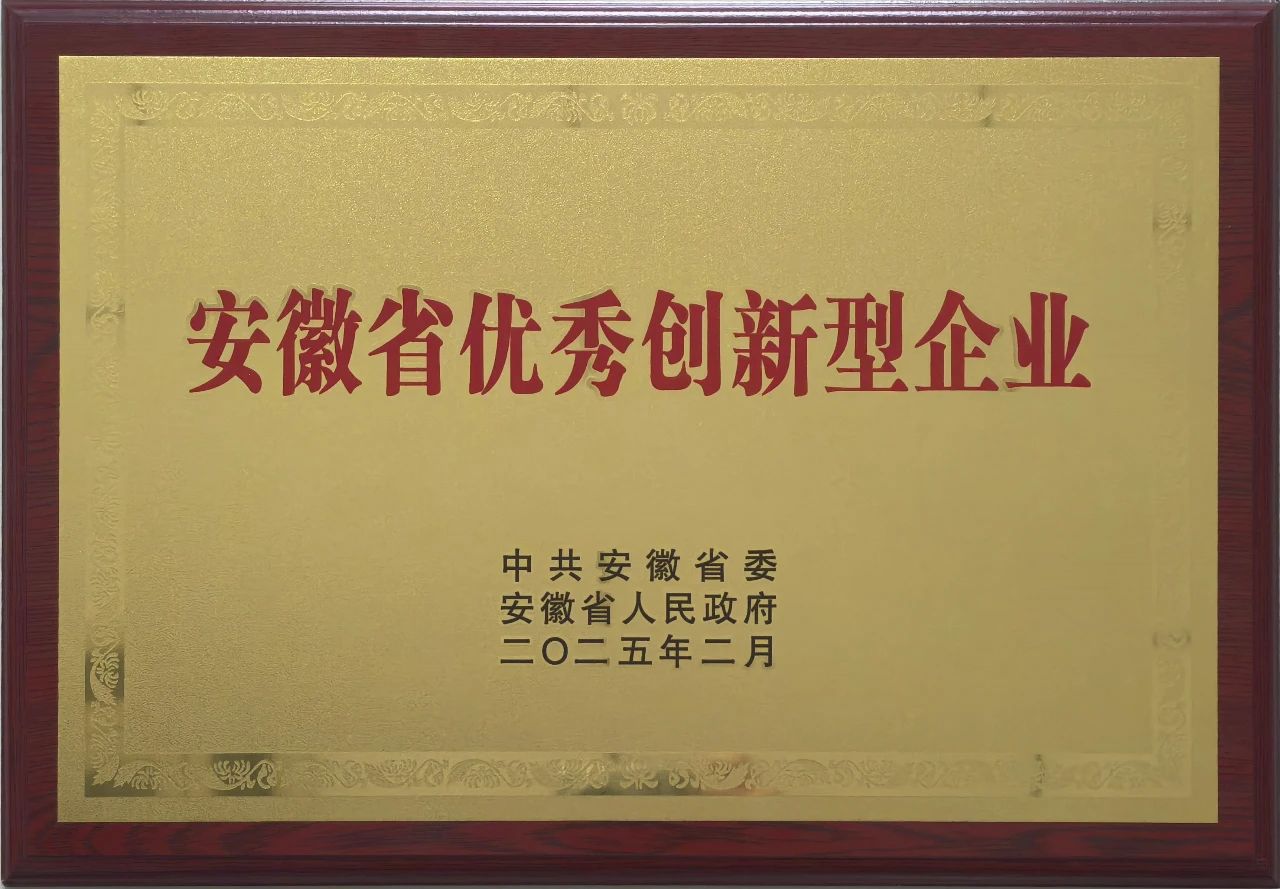 安徽省优秀创新型企业
中共安徽省委
安徽省人民政府
二〇二五年二月